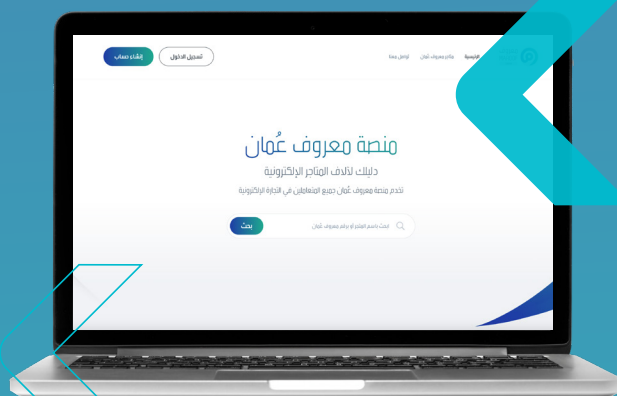 الرئيسية
متاجر معروف عُمان
تواصل معنا
تسجيل الدخول
إنشاء حساب
منصة معروف عُمان
دليلك لآلاف المتاجر الإلكترونية
تخدم منصة معروف عُمان جميع المتعاملين في التجارة الإلكترونية
ابحث باسم المتجر أو برقم معروف عُمان
بحث